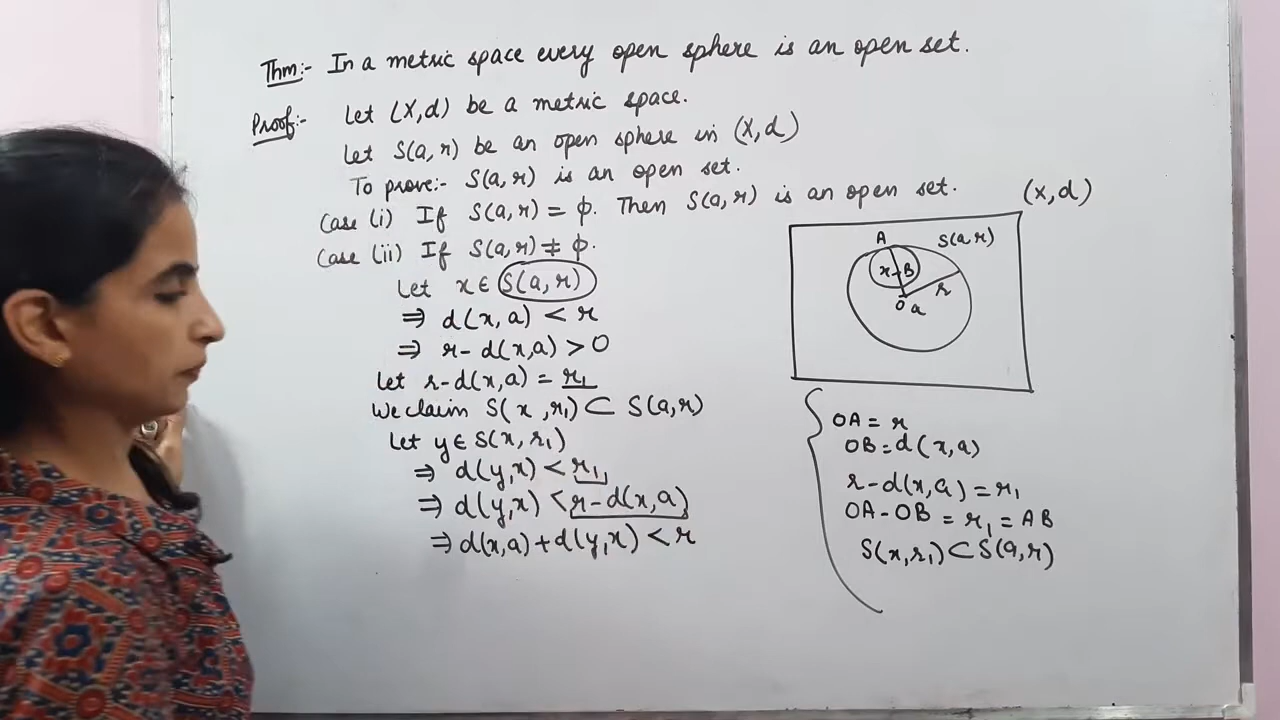 Thm:- In a metric space every open sphere is an open set.
Proof:- Let (X,d) be a metric space.
Let S(a,r) be an open sphere in (X,d)
To prove:- S(a,r) is an open set.
Case (i) If S(a,r) = ϕ. Then S(a,r) is an open set.
Case (ii) If S(a,r) ≠ ϕ.
Let x ∈ S(a,r)
⇒ d(x,a) < r
⇒ r-d(x,a) > 0
Let r-d(x,a) = r₁
We claim S(x,r₁) ⊂ S(a,r)
Let y ∈ S(x,r₁)
⇒ d(y,x) < r₁
⇒ d(y,x) < r-d(x,a)
⇒ d(x,a)+d(y,x) < r
(X,d)
A S(a,r)
x B
r
O a
OA = r
OB = d(x,a)
r-d(x,a) = r₁
OA-OB = r₁ = AB
S(x,r₁) ⊂ S(a,r)